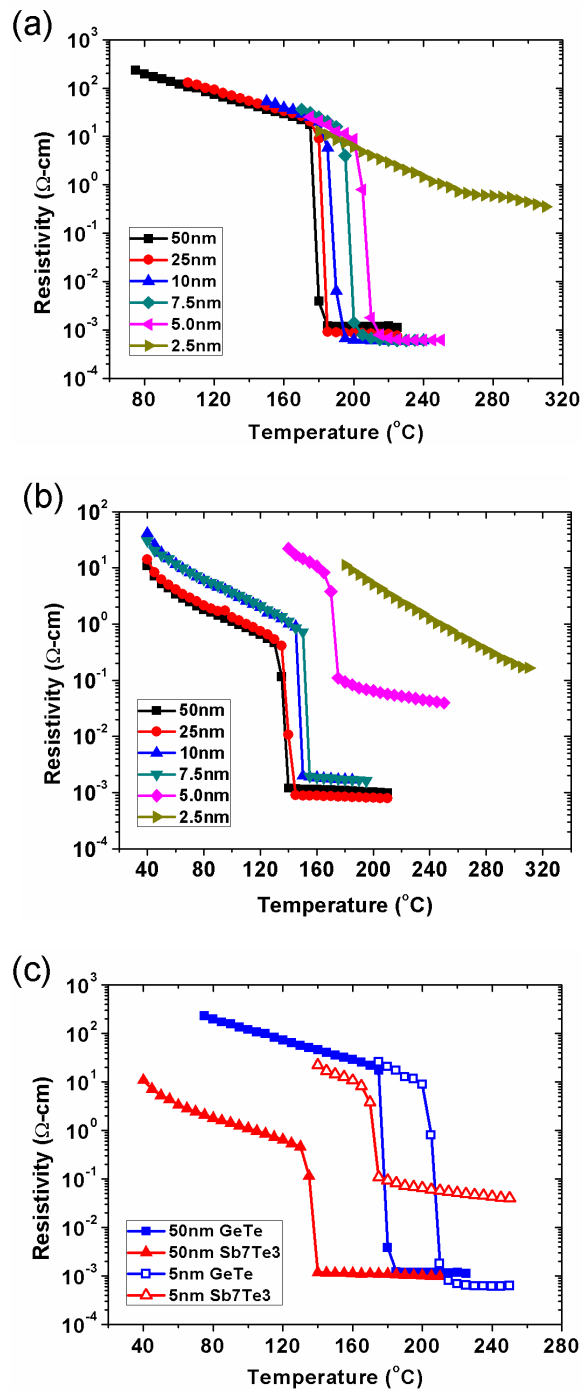 (a)
10³
10²
10¹
10⁰
10⁻¹
10⁻²
10⁻³
10⁻⁴
Resistivity (Ω-cm)
50nm
25nm
10nm
7.5nm
5.0nm
2.5nm
80 120 160 200 240 280 320
Temperature (°C)
(b)
10²
10¹
10⁰
10⁻¹
10⁻²
10⁻³
10⁻⁴
Resistivity (Ω-cm)
50nm
25nm
10nm
7.5nm
5.0nm
2.5nm
40 80 120 160 200 240 280 320
Temperature (°C)
(c)
10³
10²
10¹
10⁰
10⁻¹
10⁻²
10⁻³
10⁻⁴
Resistivity (Ω-cm)
50nm GeTe
50nm Sb7Te3
5nm GeTe
5nm Sb7Te3
40 80 120 160 200 240 280
Temperature (°C)